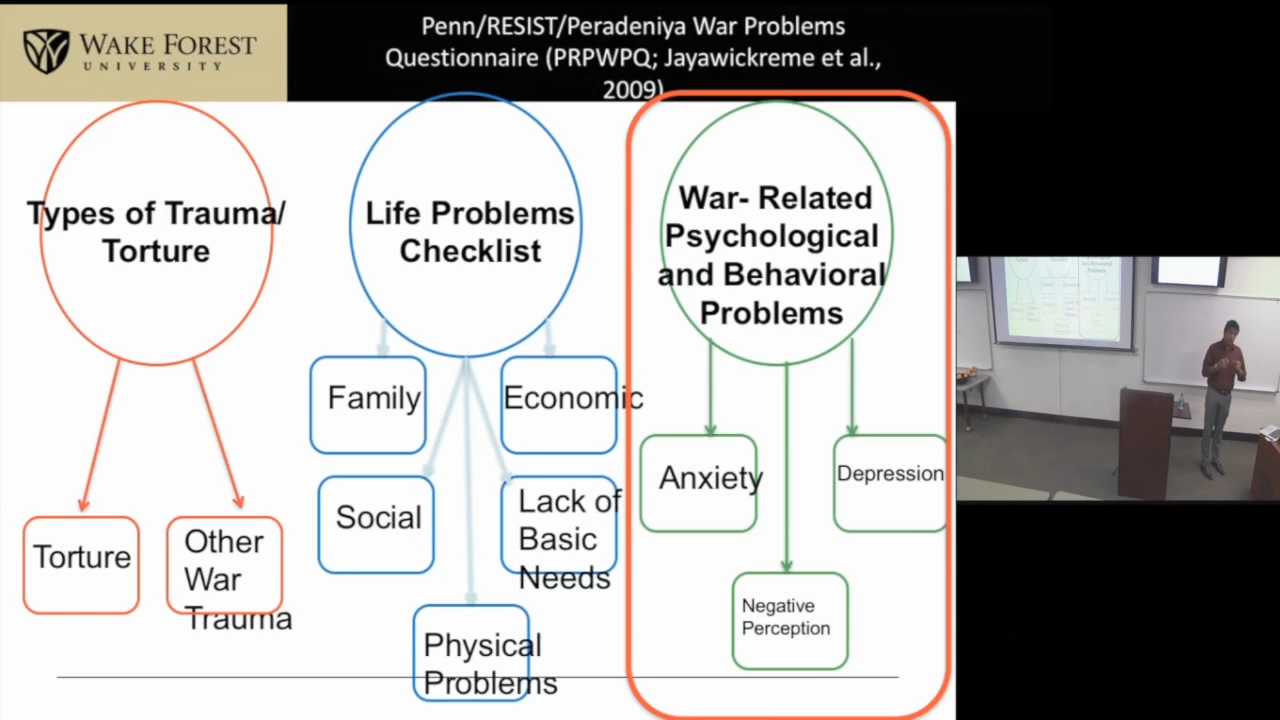 WAKE FOREST
UNIVERSITY
Penn/RESIST/Peradeniya War Problems
Questionnaire (PRPWPQ; Jayawickreme et al.,
2009)
Types of Trauma/
Torture
Torture
Other
War
Trauma
Life Problems
Checklist
Family
Economic
Social
Lack of
Basic
Needs
Physical
Problems
War- Related
Psychological
and Behavioral
Problems
Anxiety
Depression
Negative
Perception